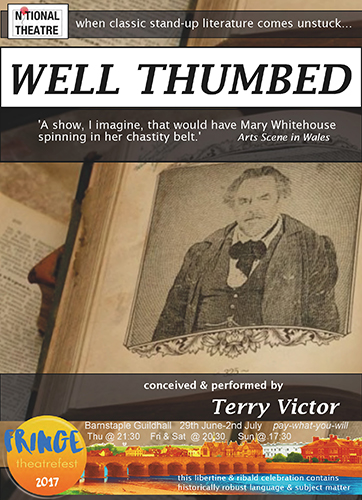 N*TIONAL
THEATRE
when classic stand-up literature comes unstuck...
WELL THUMBED
'A show, I imagine, that would have Mary Whitehouse
spinning in her chastity belt.' Arts Scene in Wales
conceived & performed by
Terry Victor
Barnstaple Guildhall 29th June-2nd July pay-what-you-will
Thu @ 21:30 Fri & Sat @ 20.30 Sun @ 17.30
FRINGE
theatrefest
2017
this libertine & ribald celebration contains
historically robust language & subject matter